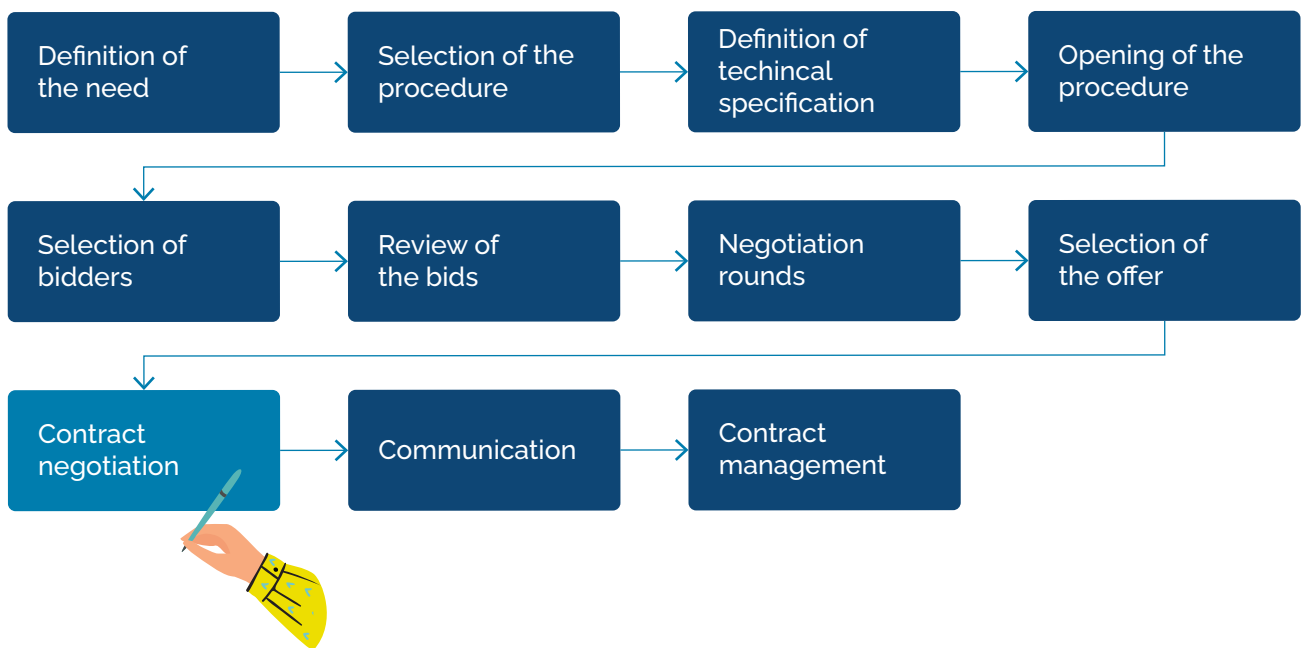 Definition of
the need
Selection of the
procedure
Definition of
techincal
specification
Opening of the
procedure
Selection of
bidders
Review of
the bids
Negotiation
rounds
Selection of
the offer
Contract
negotiation
Communication
Contract
management